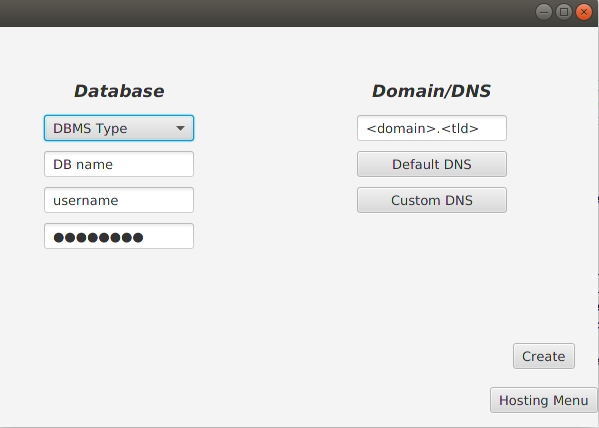 Database
DBMS Type
DB name
username
●●●●●●●●
Domain/DNS
<domain>.<tld>
Default DNS
Custom DNS
Create
Hosting Menu